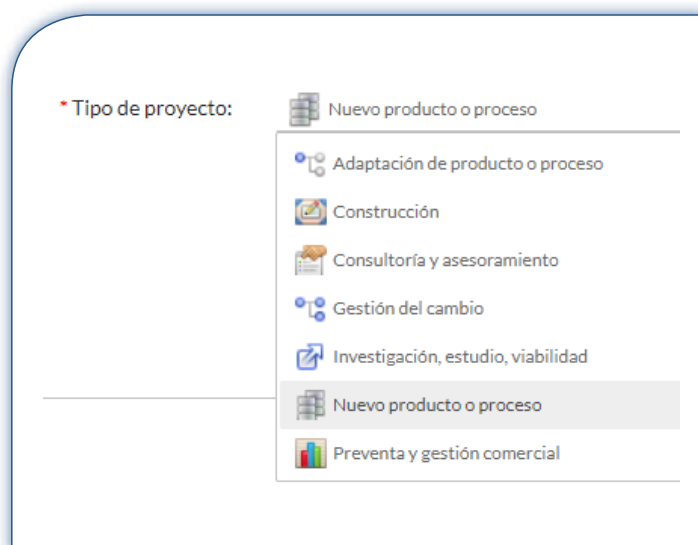 * Tipo de proyecto:
Nuevo producto o proceso
Adaptación de producto o proceso
Construcción
Consultoría y asesoramiento
Gestión del cambio
Investigación, estudio, viabilidad
Nuevo producto o proceso
Preventa y gestión comercial